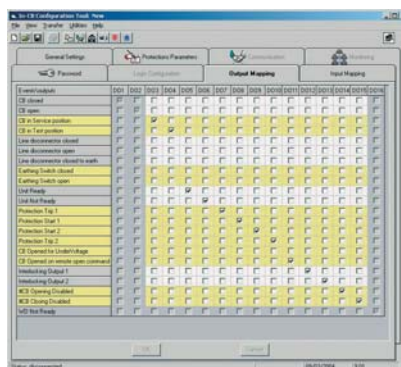 In-CB Configuration Tool: New
File View Transfer Utilities Help
General Settings Protections Parameters Monitoring
Password Logic Configuration Output Mapping Input Mapping
Events\outputs DO1 DO2 DO3 DO4 DO5 DO6 DO7 DO8 DO9 DO10 DO11 DO12 DO13 DO14 DO15 DO16
CB closed
CB open
CB in Service position
CB in Test position
Line disconnector closed
Line disconnector open
Line disconnector closed to earth
Earthing Switch closed
Earthing Switch open
Unit Ready
Unit Not Ready
Protection Trip 1
Protection Start 1
Protection Start 2
Protection Trip 2
CB Opened for UnderVoltage
CB Opened on remote open command
Interlocking Output 1
Interlocking Output 2
MCB Opening Disabled
MCB Closing Disabled
WD Not Ready
OK Cancel
Status: disconnected